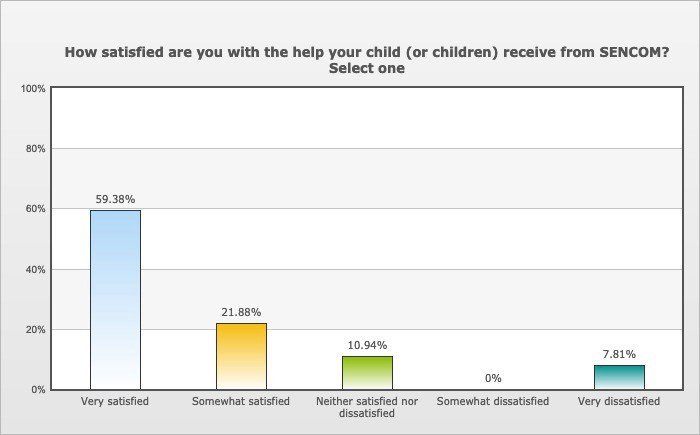 How satisfied are you with the help your child (or children) receive from SENCOM?
Select one
100%
80%
60%
40%
20%
0%
59.38%
21.88%
10.94%
0%
7.81%
Very satisfied
Somewhat satisfied
Neither satisfied nor
dissatisfied
Somewhat dissatisfied
Very dissatisfied